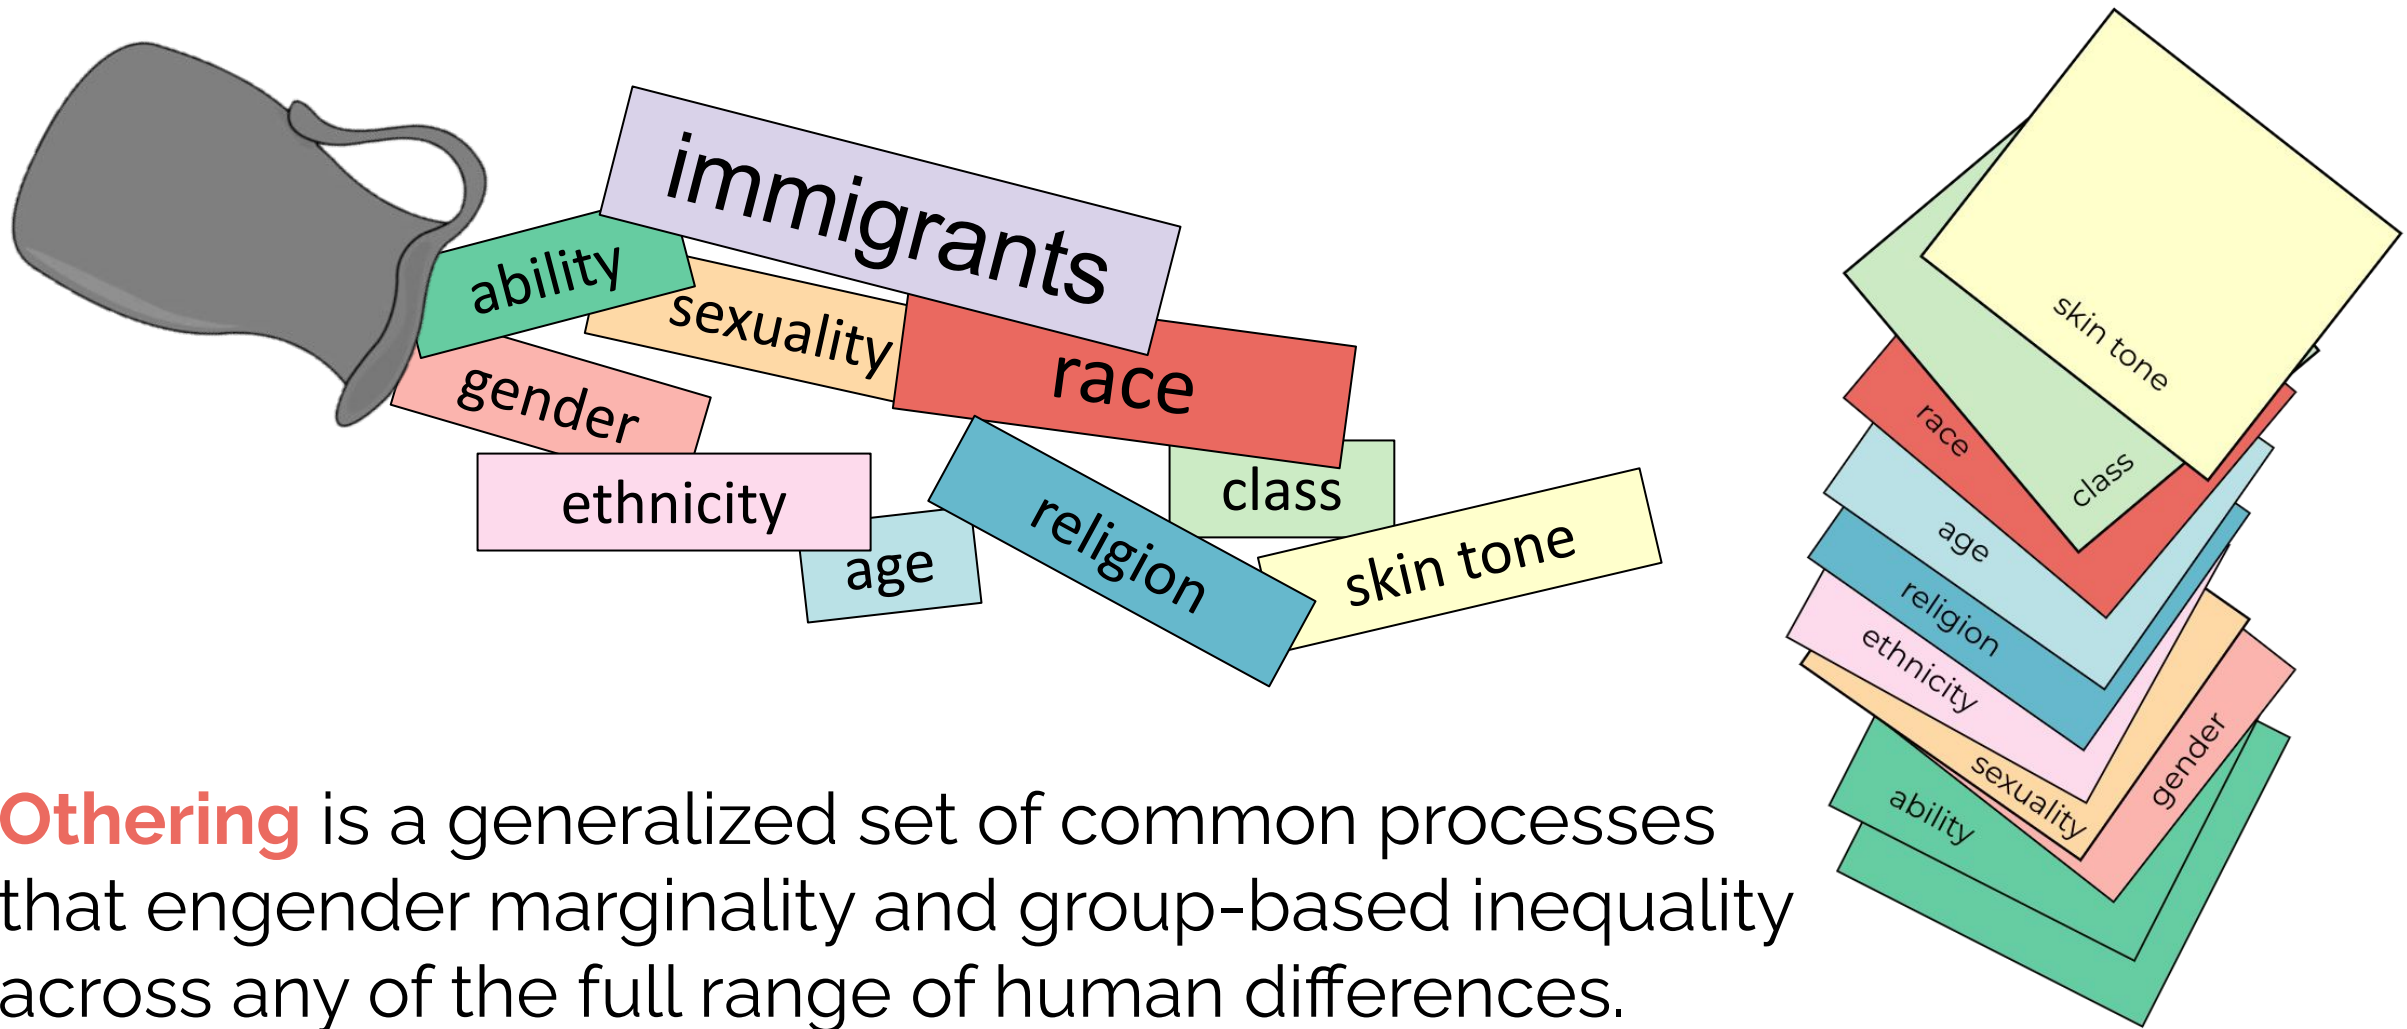 immigrants
ability
sexuality
race
gender
ethnicity
class
religion
age
skin tone
skin tone
class
race
age
religion
ethnicity
gender
sexuality
ability
Othering is a generalized set of common processes
that engender marginality and group-based inequality
across any of the full range of human differences.